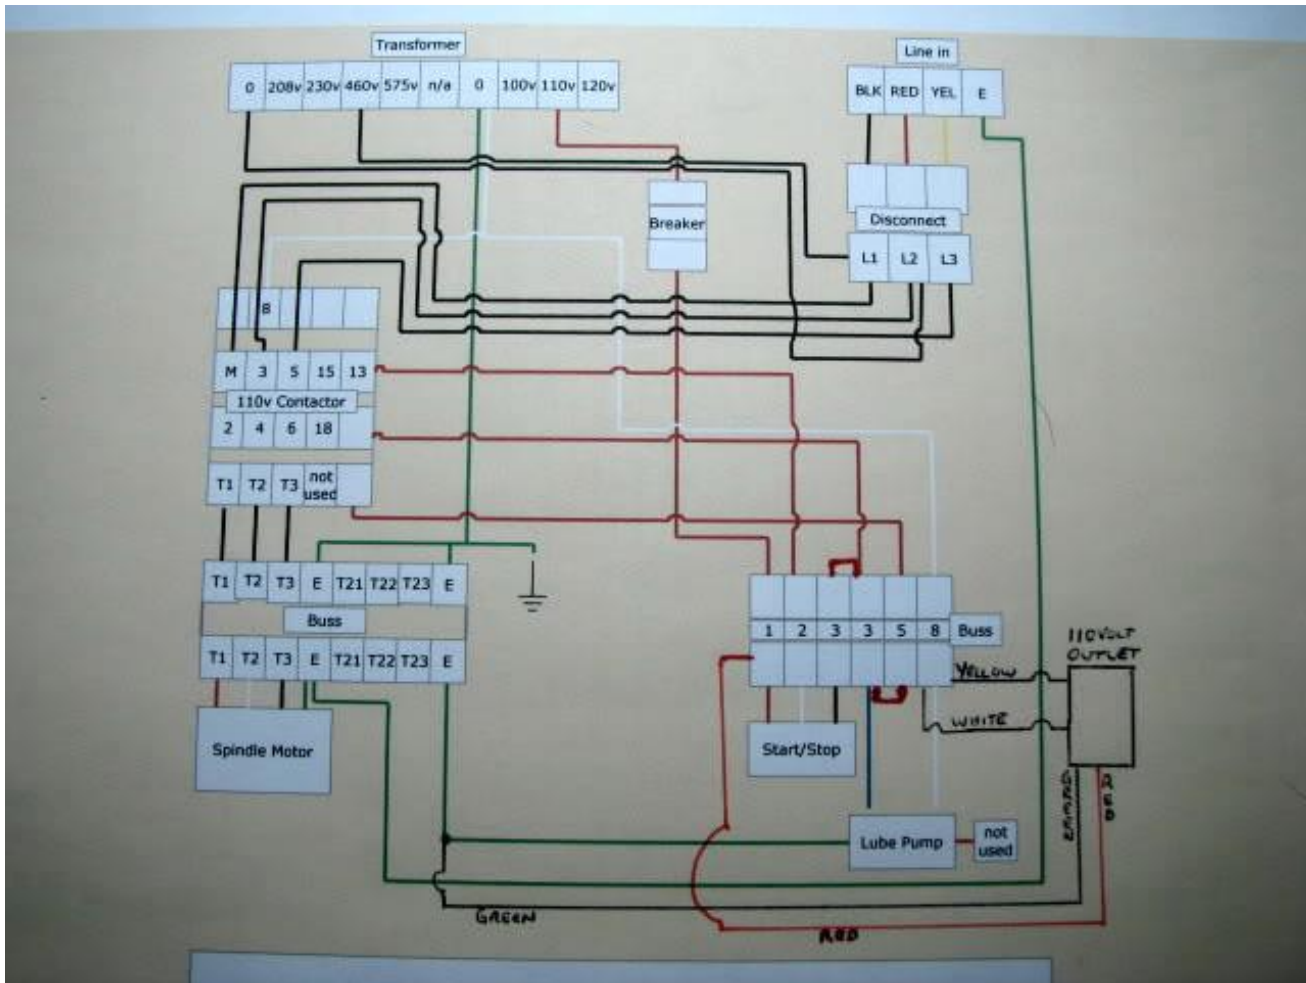 Transformer
Line in
0 208v 230v 460v 575v n/a 0 100v 110v 120v
BLK RED YEL E
Breaker
Disconnect
L1 L2 L3
8
M 3 5 15 13
110v Contactor
2 4 6 18
T1 T2 T3 not used
T1 T2 T3 E T21 T22 T23 E
Buss
T1 T2 T3 E T21 T22 T23 E
Spindle Motor
1 2 3 3 5 8 Buss
110 VOLT
OUTLET
YELLOW
WHITE
Start/Stop
RED
Lube Pump
not
used
GREEN
RED